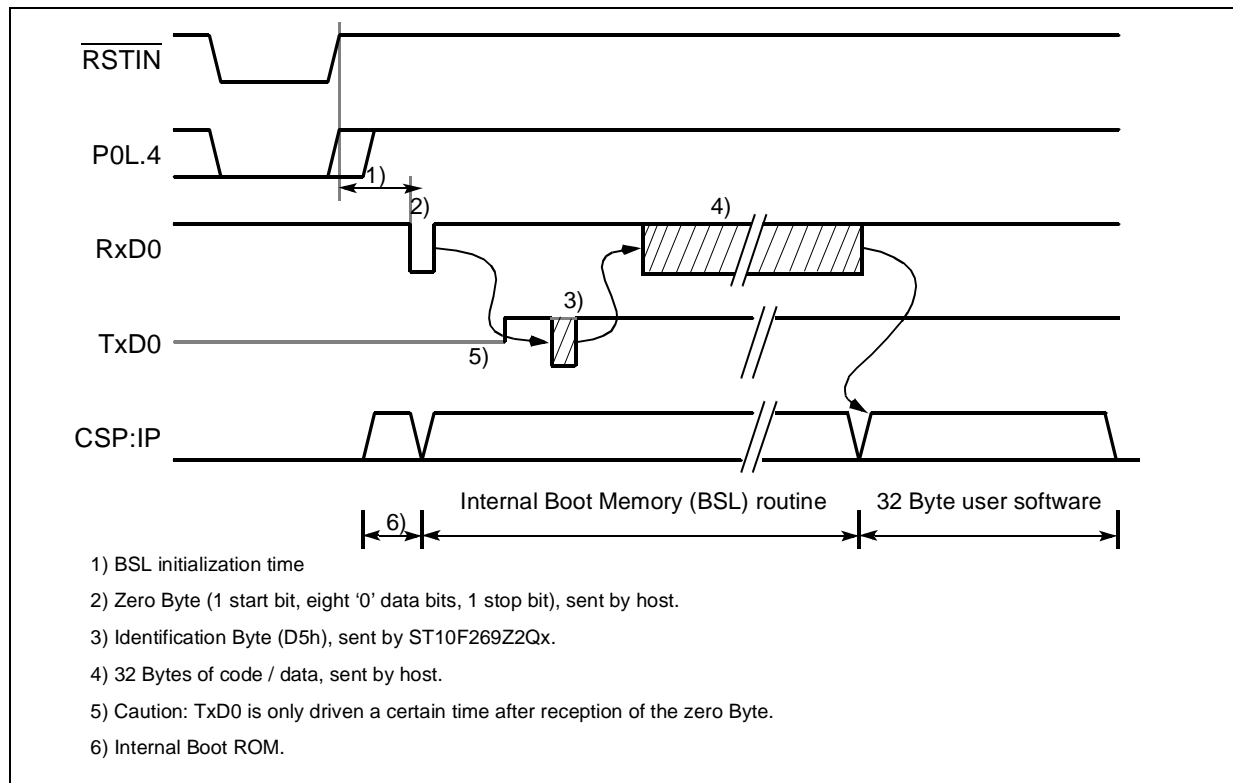 RSTIN
P0L.4
1)
2)
4)
RxD0
3)
TxD0
5)
CSP:IP
Internal Boot Memory (BSL) routine
32 Byte user software
6)
1) BSL initialization time
2) Zero Byte (1 start bit, eight ‘0’ data bits, 1 stop bit), sent by host.
3) Identification Byte (D5h), sent by ST10F269Z2Qx.
4) 32 Bytes of code / data, sent by host.
5) Caution: TxD0 is only driven a certain time after reception of the zero Byte.
6) Internal Boot ROM.